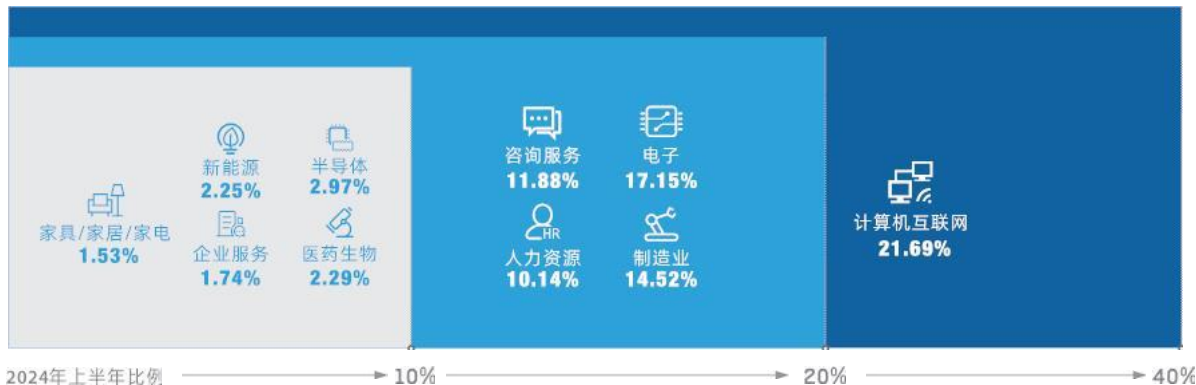 新能源
2.25%
半导体
2.97%
家具/家居/家电
1.53%
企业服务
1.74%
医药生物
2.29%
咨询服务
11.88%
电子
17.15%
HR
人力资源
10.14%
制造业
14.52%
计算机互联网
21.69%
2024年上半年比例
10%
20%
40%